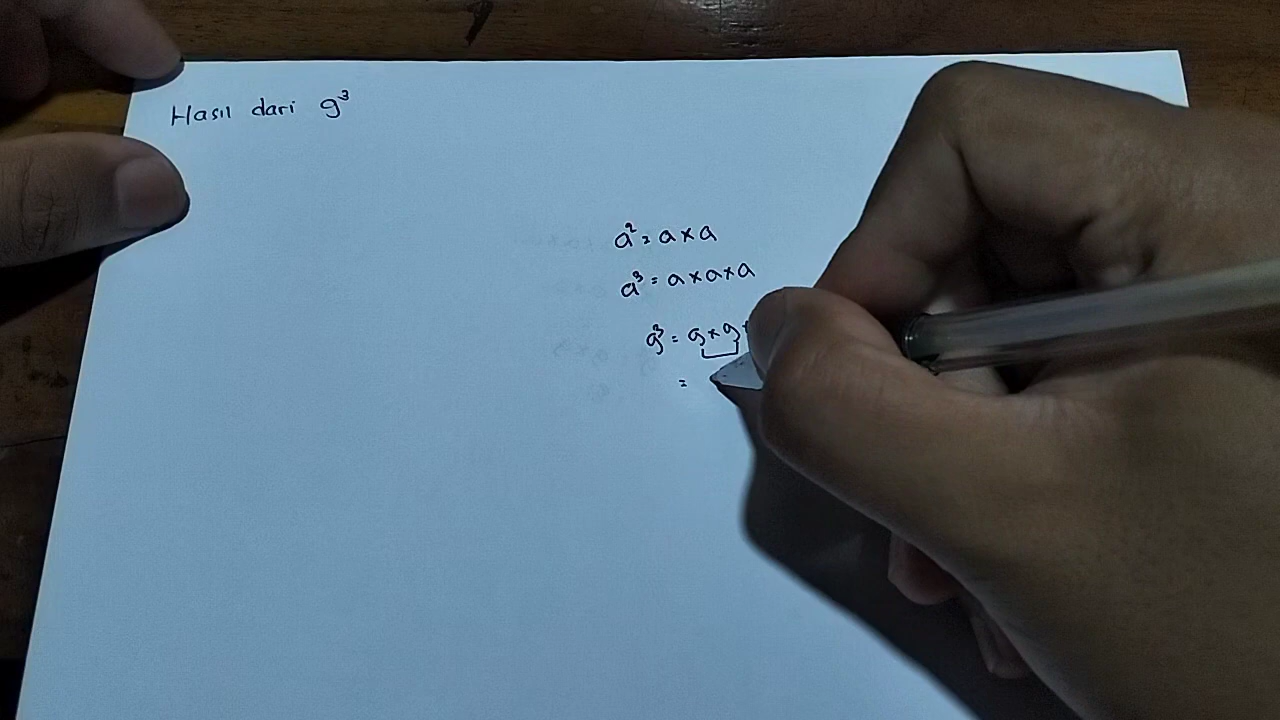 Hasil dari 9³
a² = a × a
a³ = a × a × a
9³ = 9 × 9
=